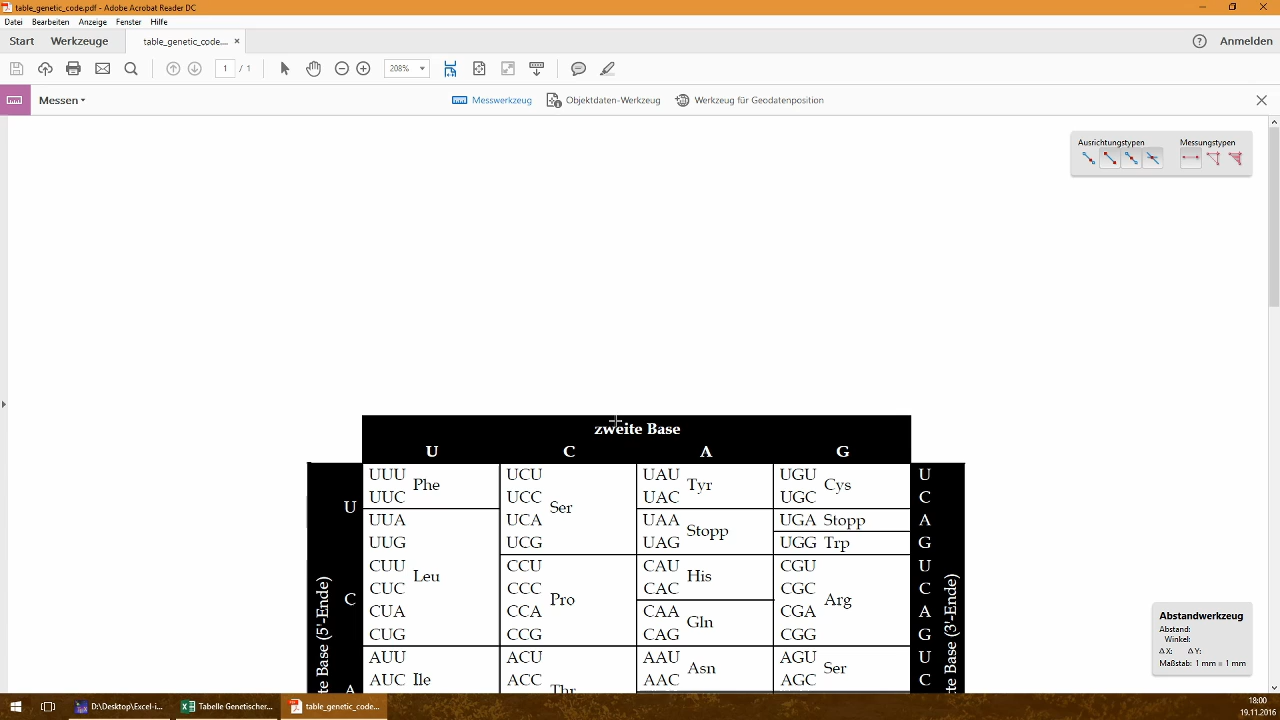 table_genetic_code.pdf - Adobe Acrobat Reader DC
Datei Bearbeiten Anzeige Fenster Hilfe
Start Werkzeuge table_genetic_code.... × Anmelden
1 / 1 208%
Messen Messwerkzeug Objektdaten-Werkzeug Werkzeug für Geodatenposition
Ausrichtungstypen Messungstypen
zweite Base
U C A G
UUU UCU UAU UGU U
Phe Tyr Cys
UUC UCC UAC UGC C
U Ser
UUA UCA UAA UGA Stopp A
Stopp
UUG UCG UAG UGG Trp G
CUU CCU CAU CGU U
Leu His
CUC CCC CAC CGC C
C Pro Arg
CUA CCA CAA CGA A
Gln
CUG CCG CAG CGG G
AUU ACU AAU AGU U
Asn Ser
AUC Ile ACC AAC AGC C
A Thr
te Base (5'-Ende)
te Base (3'-Ende)
Abstandwerkzeug
Abstand:
Winkel:
ΔX: ΔY:
Maßstab: 1 mm = 1 mm
D:\Desktop\Excel-i... Tabelle Genetischer... table_genetic_code...
18:00
19.11.2016